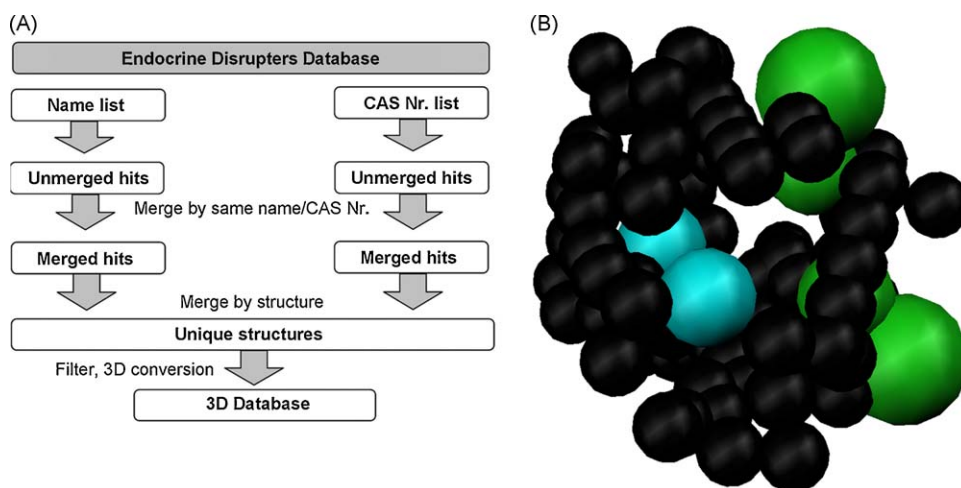 (A)
Endocrine Disrupters Database
Name list
CAS Nr. list
Unmerged hits
Unmerged hits
Merge by same name/CAS Nr.
Merged hits
Merged hits
Merge by structure
Unique structures
Filter, 3D conversion
3D Database
(B)